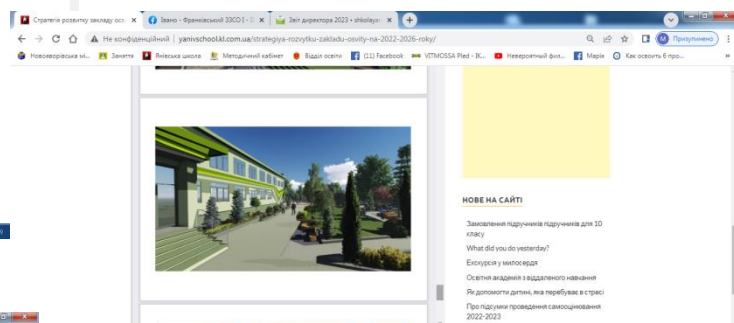 Стратегія розвитку закладу осв
Івано - Франківський ЗЗСО І - І
Звіт директора 2023 • shkolayan
Не конфіденційний | yanivschool.kl.com.ua/strategiya-rozvytku-zakladu-osvity-na-2022-2026-roky/
Призупинено
Нововоярівська мі...
Заняття
Янівська школа
Методичний кабінет
Відділ освіти
(11) Facebook
VITMOSSA Pled - IK...
Невероятный фил...
Марія
Как освоить 6 про...
НОВЕ НА САЙТІ
Замовлення підручників підручників для 10
класу
What did you do yesterday?
Екскурсія у милосердя
Освітня академія з віддаленого навчання
Як допомогти дитині, яка перебуває в стресі
Про підсумки проведення самооцінювання
2022-2023